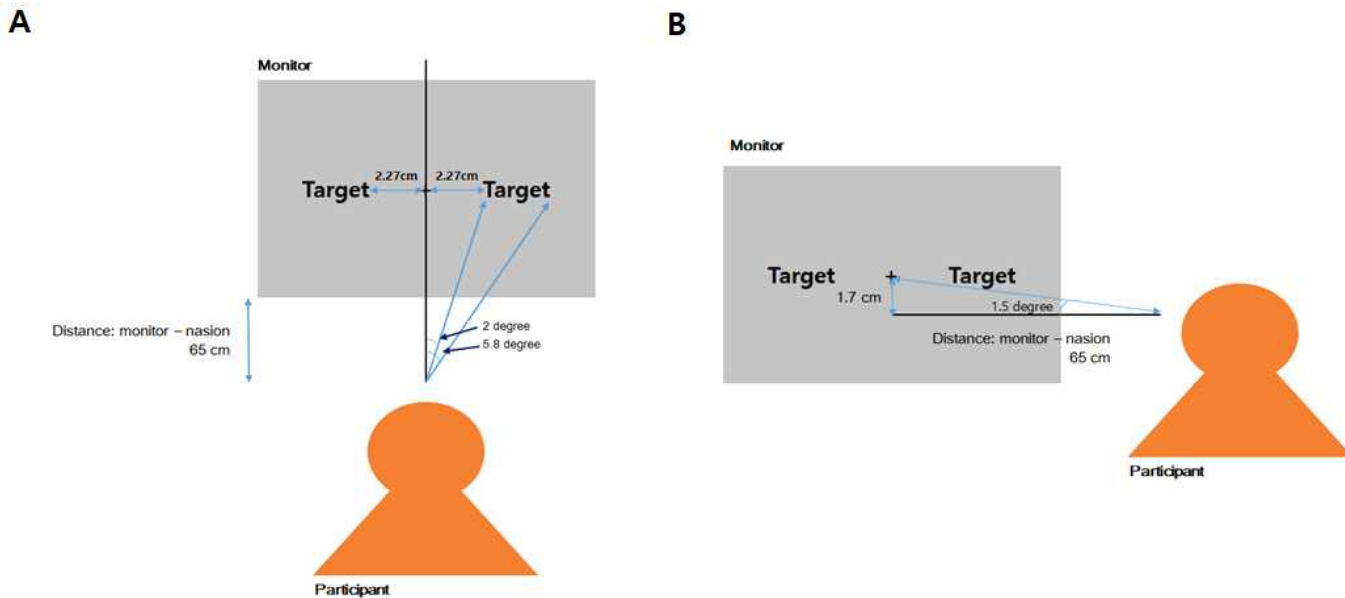 A
Monitor
2.27cm
2.27cm
Target
Target
2 degree
5.8 degree
Distance: monitor – nasion
65 cm
Participant
B
Monitor
Target
+
Target
1.7 cm
1.5 degree
Distance: monitor – nasion
65 cm
Participant